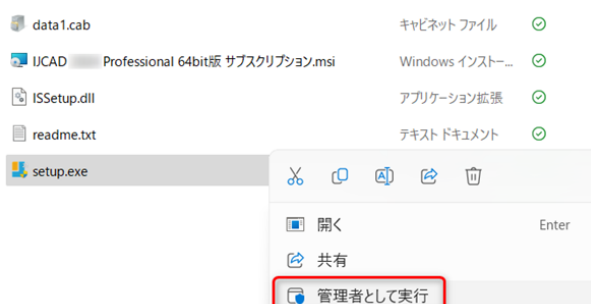 data1.cab キャビネット ファイル
IJCAD Professional 64bit版 サブスクリプション.msi Windows インストー...
ISSetup.dll アプリケーション拡張
readme.txt テキスト ドキュメント
setup.exe
開く Enter
共有
管理者として実行